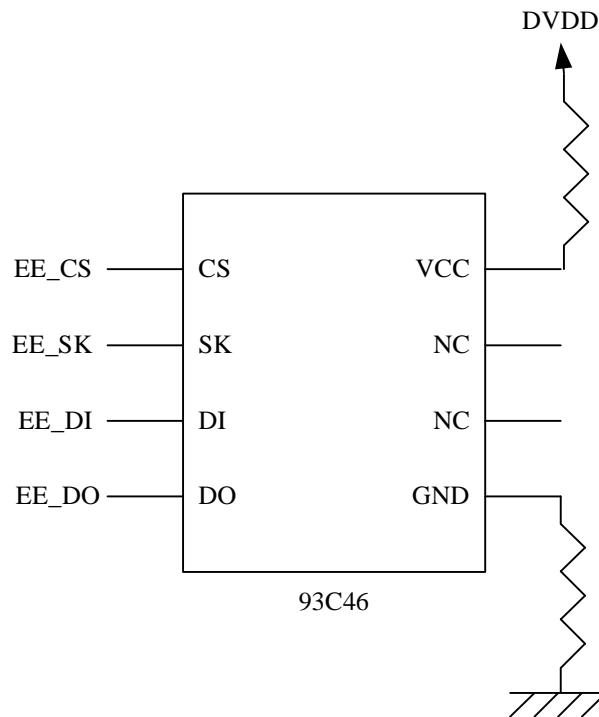 DVDD
EE_CS CS VCC
EE_SK SK NC
EE_DI DI NC
EE_DO DO GND
93C46